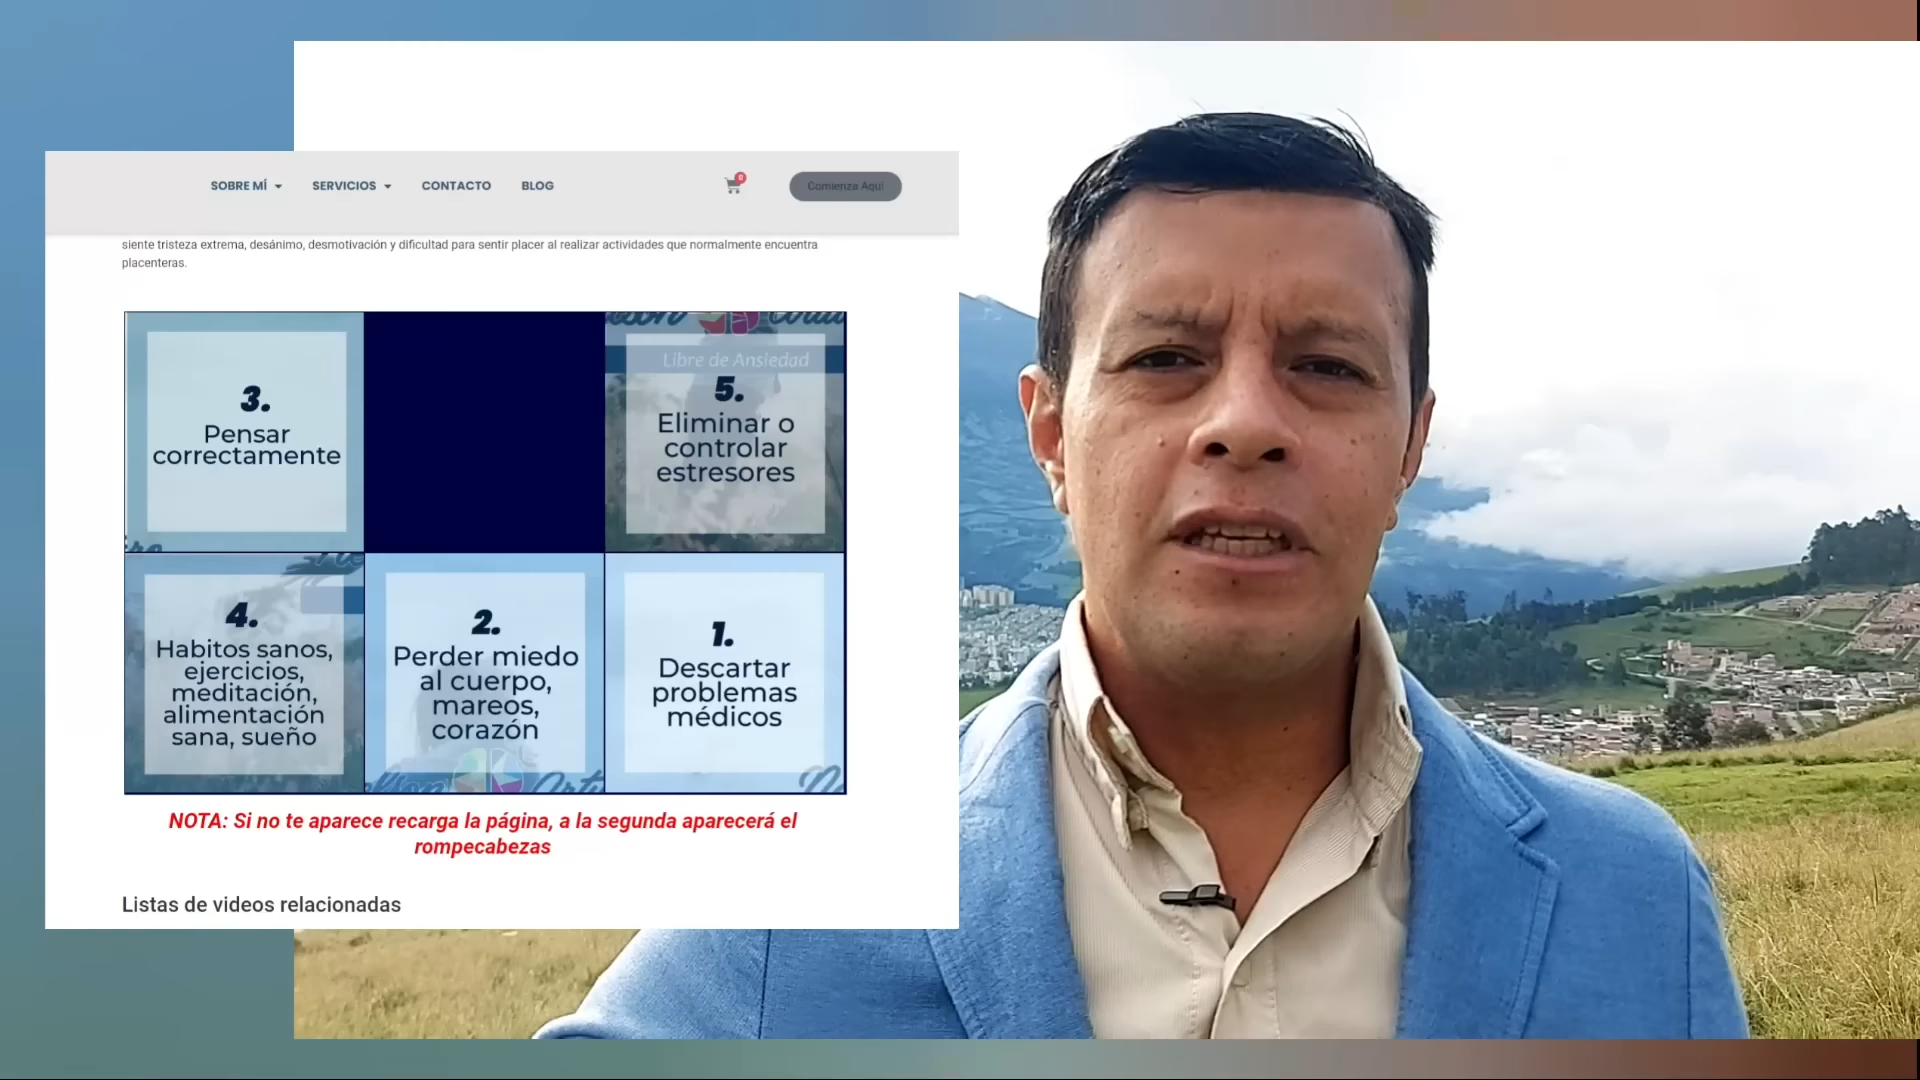 SOBRE MÍ
SERVICIOS
CONTACTO
BLOG
0
Comienza Aquí
siente tristeza extrema, desánimo, desmotivación y dificultad para sentir placer al realizar actividades que normalmente encuentra
placenteras.
3.
Pensar
correctamente
Libre de Ansiedad
5.
Eliminar o
controlar
estresores
4.
Habitos sanos,
ejercicios,
meditación,
alimentación
sana, sueño
2.
Perder miedo
al cuerpo,
mareos,
corazón
1.
Descartar
problemas
médicos
NOTA: Si no te aparece recarga la página, a la segunda aparecerá el
rompecabezas
Listas de videos relacionadas